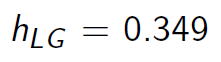 h_{LG} = 0.349